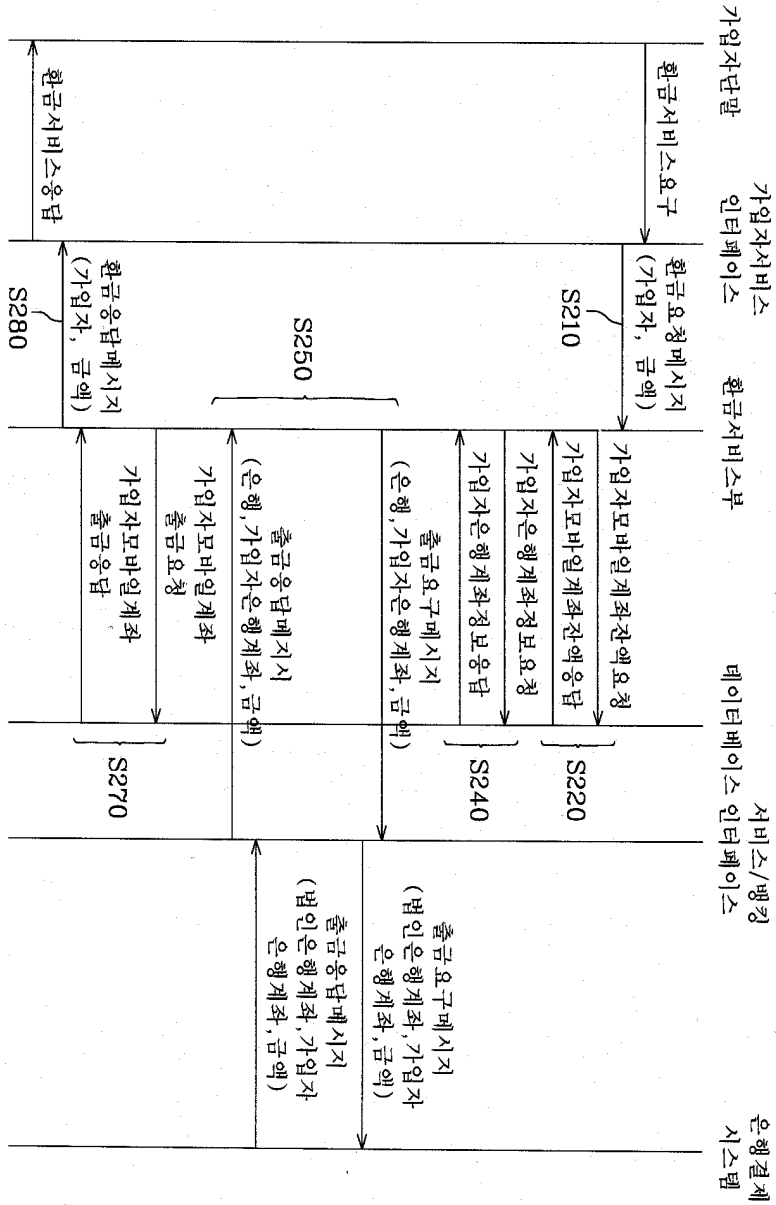 가입자단말
가입자서비스
인터페이스
환금서비스부
데이터베이스
서비스/뱅킹
인터페이스
은행결제
시스템
환금서비스요구
환금요청메시지
(가입자, 금액)
S210
가입자모바일계좌잔액요청
가입자모바일계좌잔액응답
S220
가입자은행계좌정보요청
가입자은행계좌정보응답
S240
출금요구메시지
(은행,가입자은행계좌,금액)
출금요구메시지
(법인은행계좌,가입자
은행계좌,금액)
S250
출금응답메시지
(법인은행계좌,가입자
은행계좌,금액)
출금응답메지시
(은행,가입자은행계좌,금액)
가입자모바일계좌
출금요청
가입자모바일계좌
출금응답
S270
환금응답메시지
(가입자, 금액)
S280
환금서비스응답